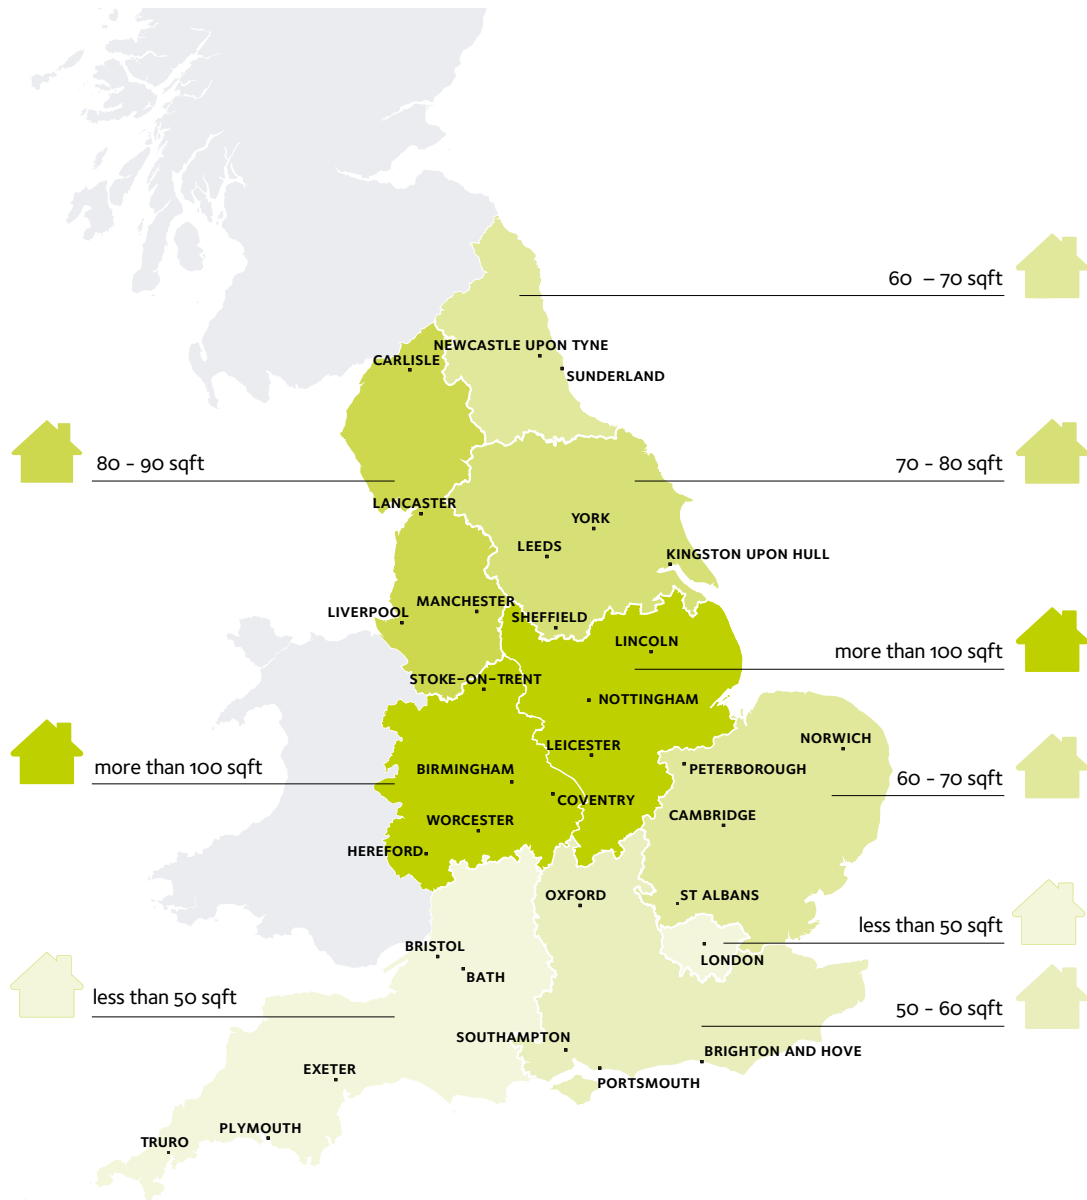 60 – 70 sqft
NEWCASTLE UPON TYNE
CARLISLE
SUNDERLAND
80 - 90 sqft
70 - 80 sqft
LANCASTER
YORK
LEEDS
KINGSTON UPON HULL
MANCHESTER
LIVERPOOL
SHEFFIELD
LINCOLN
more than 100 sqft
STOKE-ON-TRENT
NOTTINGHAM
NORWICH
LEICESTER
more than 100 sqft
BIRMINGHAM
PETERBOROUGH
60 - 70 sqft
COVENTRY
CAMBRIDGE
WORCESTER
HEREFORD
OXFORD
ST ALBANS
less than 50 sqft
BRISTOL
LONDON
BATH
less than 50 sqft
50 - 60 sqft
SOUTHAMPTON
BRIGHTON AND HOVE
EXETER
PORTSMOUTH
PLYMOUTH
TRURO